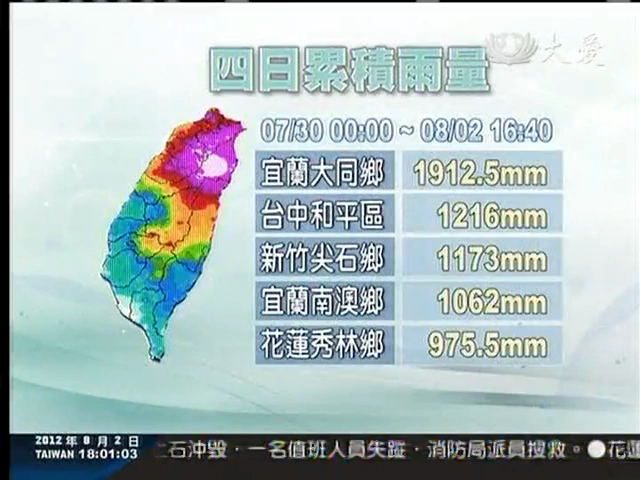 大愛
四日累積雨量
07/30 00:00 ~ 08/02 16:40
宜蘭大同鄉 1912.5mm
台中和平區 1216mm
新竹尖石鄉 1173mm
宜蘭南澳鄉 1062mm
花蓮秀林鄉 975.5mm
2012 年 8 月 2 日
TAIWAN 18:01:03
石沖毀．一名值班人員失蹤．消防局派員搜救。●花